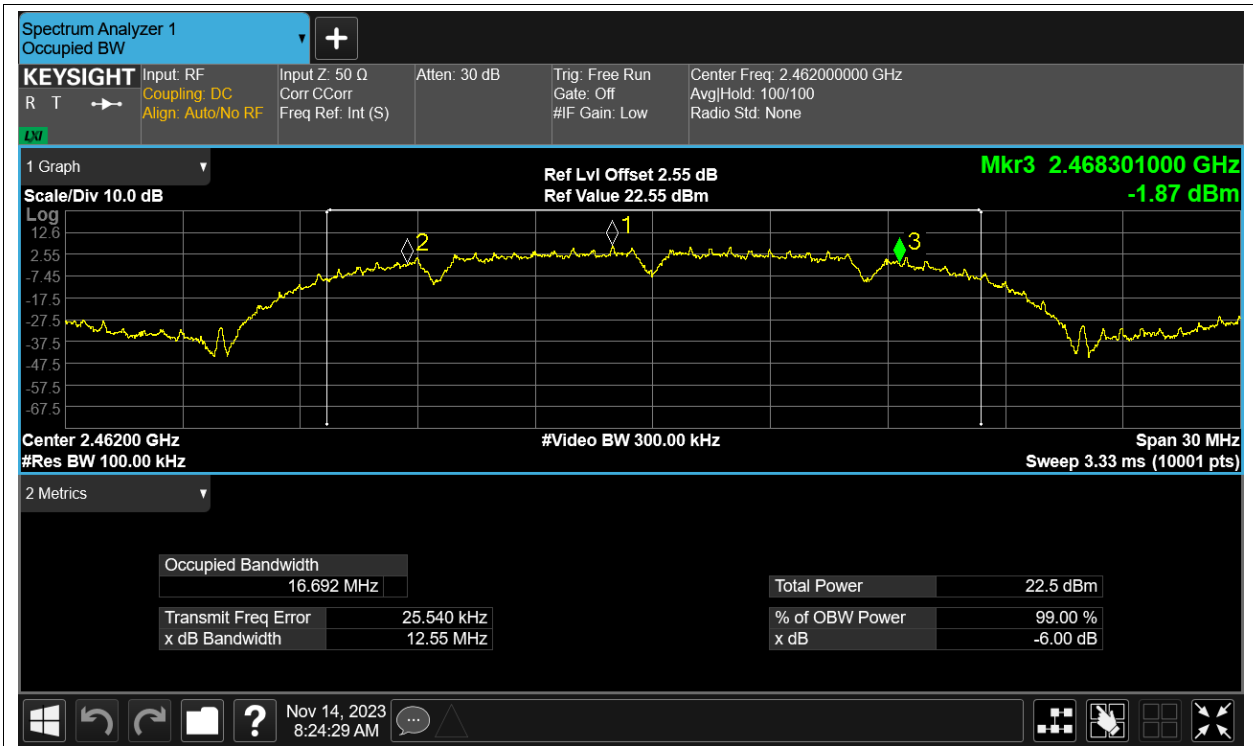 Spectrum Analyzer 1
Occupied BW
KEYSIGHT
R T
LXI
Input: RF
Coupling: DC
Align: Auto/No RF
Input Z: 50 Ω
Corr CCorr
Freq Ref: Int (S)
Atten: 30 dB
Trig: Free Run
Gate: Off
#IF Gain: Low
Center Freq: 2.462000000 GHz
Avg|Hold: 100/100
Radio Std: None
1 Graph
Scale/Div 10.0 dB
Ref Lvl Offset 2.55 dB
Ref Value 22.55 dBm
Mkr3 2.468301000 GHz
-1.87 dBm
Log
12.6
2.55
-7.45
-17.5
-27.5
-37.5
-47.5
-57.5
-67.5
2
1
3
Center 2.46200 GHz
#Res BW 100.00 kHz
#Video BW 300.00 kHz
Span 30 MHz
Sweep 3.33 ms (10001 pts)
2 Metrics
Occupied Bandwidth
16.692 MHz
Transmit Freq Error 25.540 kHz
x dB Bandwidth 12.55 MHz
Total Power 22.5 dBm
% of OBW Power 99.00 %
x dB -6.00 dB
?
Nov 14, 2023
8:24:29 AM